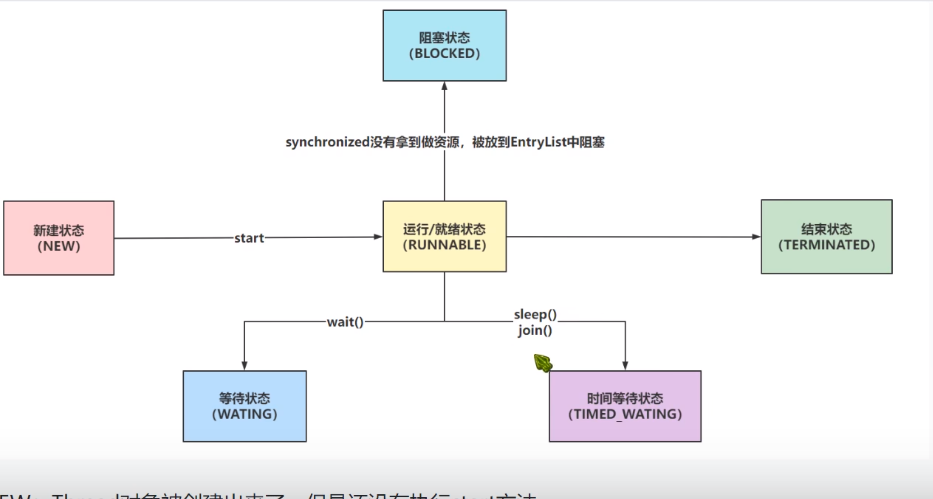 阻塞状态
(BLOCKED)
synchronized没有拿到做资源，被放到EntryList中阻塞
新建状态
(NEW)
start
运行/就绪状态
(RUNNABLE)
结束状态
(TERMINATED)
wait()
sleep()
join()
等待状态
(WATING)
时间等待状态
(TIMED_WATING)